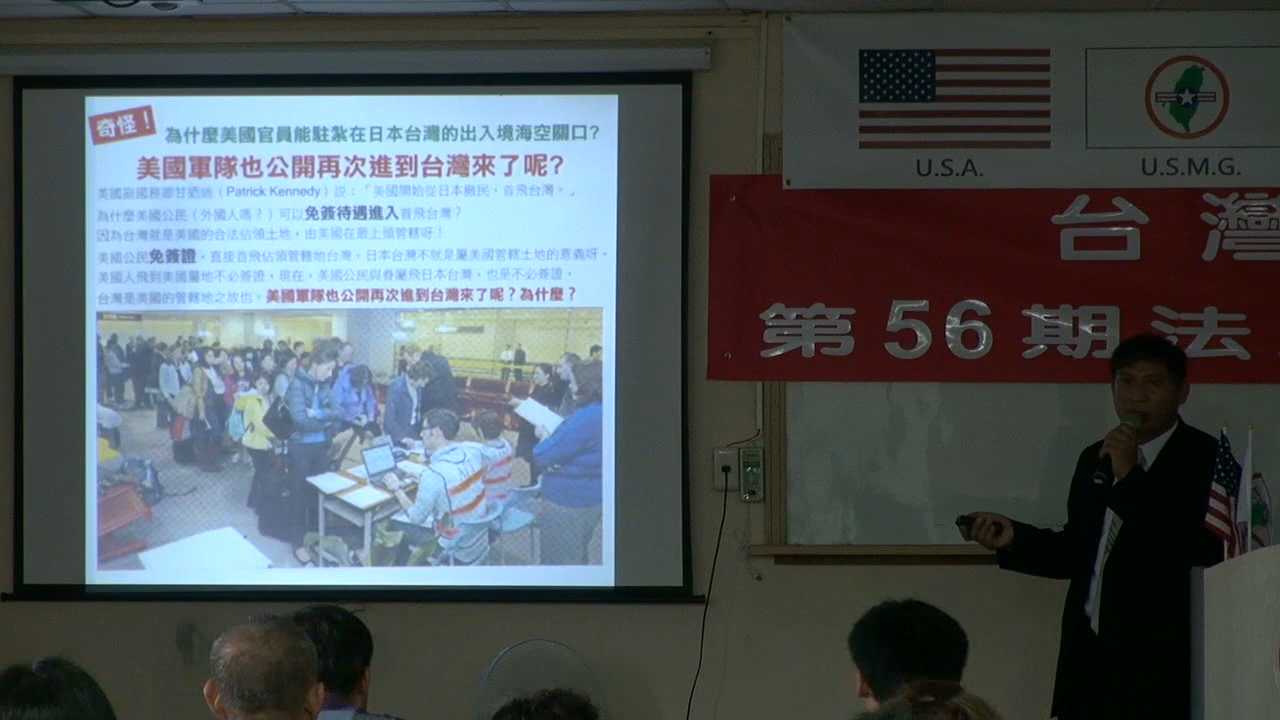 奇怪！
為什麼美國官員能駐紮在日本台灣的出入境海空關口?
美國軍隊也公開再次進到台灣來了呢?
美國副國務卿甘迺迪（Patrick Kennedy）説：「美國開始從日本撤民，首飛台灣。」
為什麼美國公民（外國人嗎？）可以免簽待遇進入首飛台灣？
因為台灣就是美國的合法佔領土地，由美國在最上頭管轄呀！
美國公民免簽證，直接首飛佔領管轄地台灣，日本台灣不就是屬美國管轄土地的意義呀，
美國人飛到美國屬地不必簽證，現在，美國公民與眷屬飛日本台灣，也是不必簽證，
台灣是美國的管轄地之故也。美國軍隊也公開再次進到台灣來了呢？為什麼？
U.S.A.
U.S.M.G.
台灣
第56期法